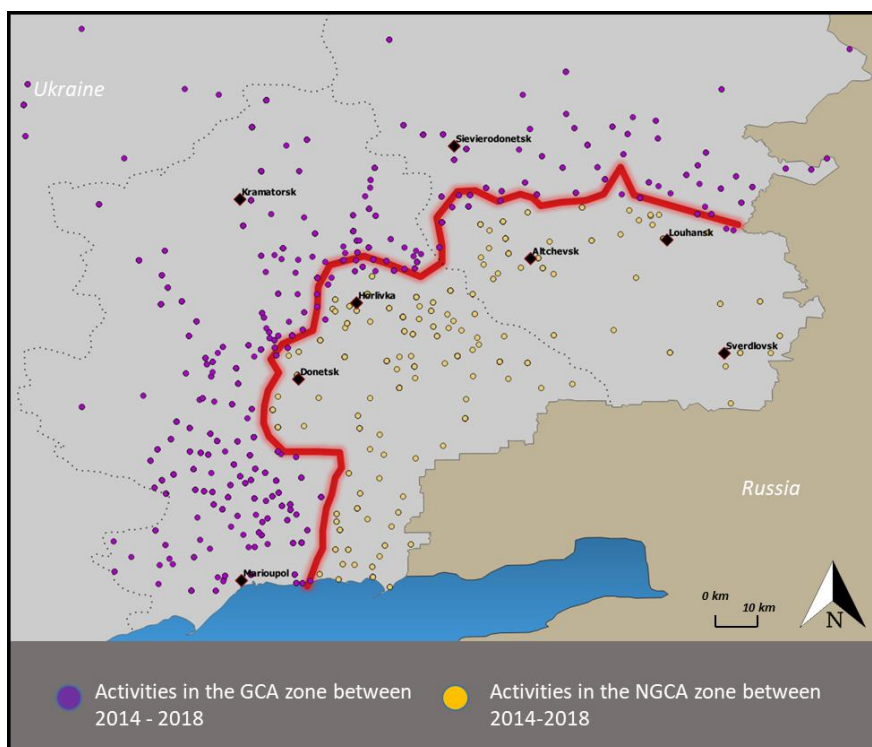 Ukraine
Sievierodonetsk
Kramatorsk
Louhansk
Altchevsk
Horlivka
Sverdlovsk
Donetsk
Russia
Marioupol
0 km 10 km
N
Activities in the GCA zone between
2014 - 2018
Activities in the NGCA zone between
2014-2018